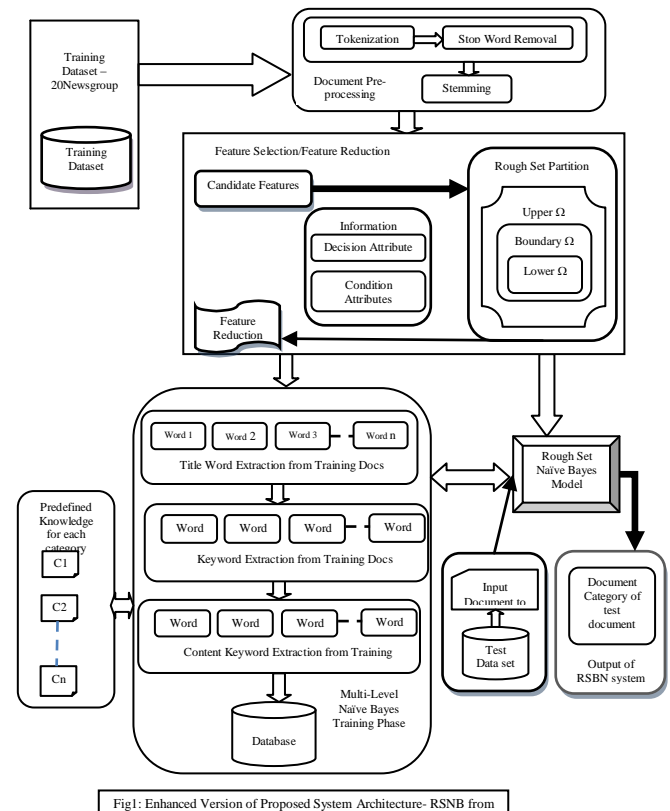 Training
Dataset –
20Newsgroup
Training
Dataset
Tokenization
Stop Word Removal
Document Pre-
processing
Stemming
Feature Selection/Feature Reduction
Candidate Features
Rough Set Partition
Upper Ω
Boundary Ω
Lower Ω
Information
Decision Attribute
Condition
Attributes
Feature
Reduction
Word 1
Word 2
Word 3
Word n
Title Word Extraction from Training Docs
Rough Set
Naïve Bayes
Model
Predefined
Knowledge
for each
category
C1
C2
Cn
Word
Word
Word
Word
Keyword Extraction from Training Docs
Word
Word
Word
Word
Content Keyword Extraction from Training
Multi-Level
Naïve Bayes
Training Phase
Database
Input
Document to
Test
Data set
Document
Category of
test
document
Output of
RSBN system
Fig1: Enhanced Version of Proposed System Architecture- RSNB from